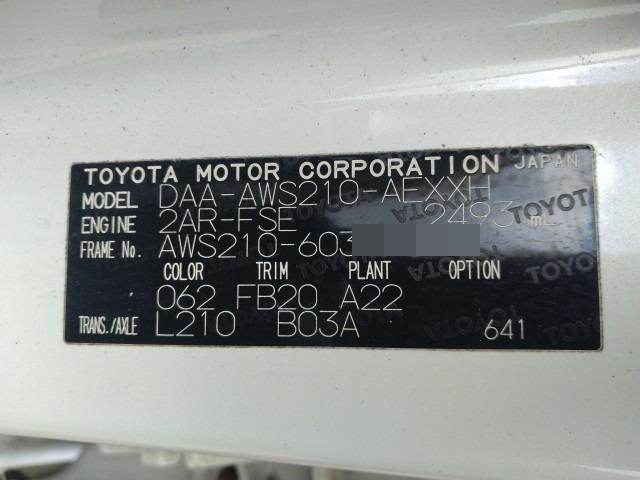 TOYOTA MOTOR CORPORATION JAPAN
MODEL DAA-AWS210-AEXXH
ENGINE 2AR-FSE 2493 mL
FRAME No. AWS210-603
COLOR TRIM PLANT OPTION
062 FB20 A22
TRANS./AXLE L210 B03A 641